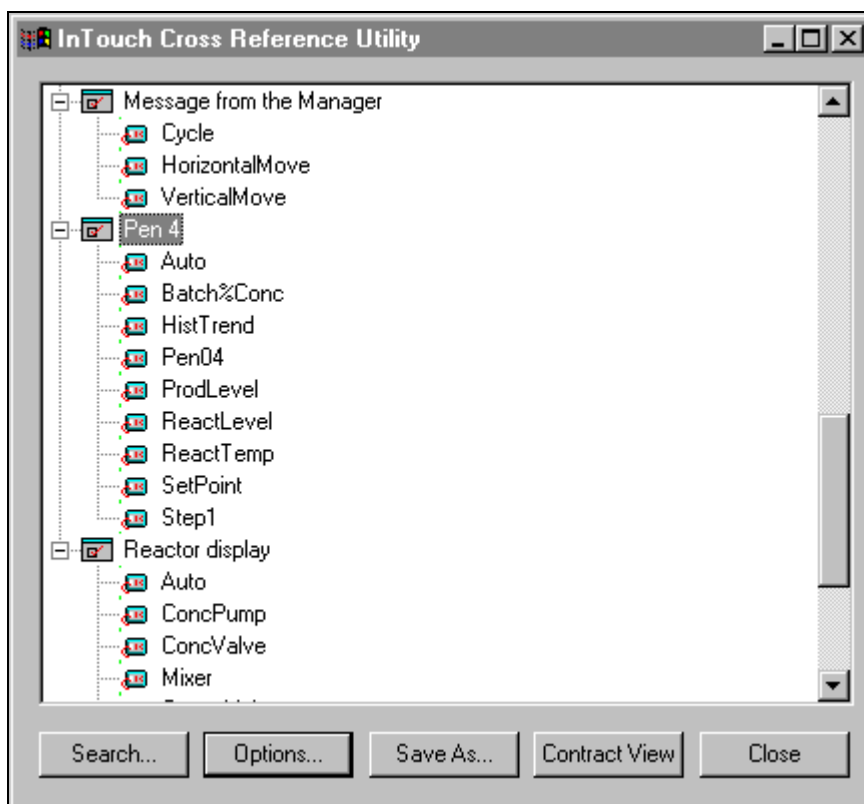 InTouch Cross Reference Utility
Message from the Manager
Cycle
HorizontalMove
VerticalMove
Pen 4
Auto
Batch%Conc
HistTrend
Pen04
ProdLevel
ReactLevel
ReactTemp
SetPoint
Step1
Reactor display
Auto
ConcPump
ConcValve
Mixer
Search... Options... Save As... Contract View Close